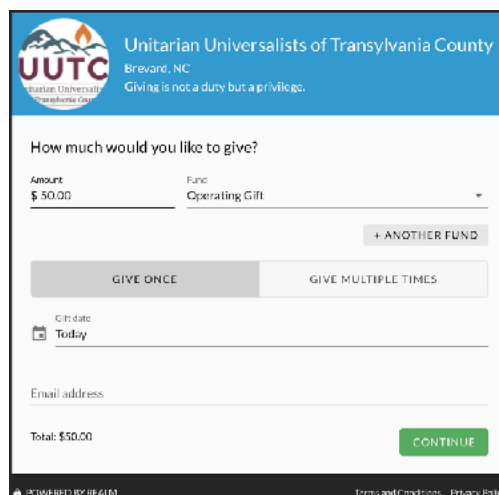 UUTC
Unitarian Universalists of Transylvania County
Brevard, NC
Giving is not a duty but a privilege.
How much would you like to give?
Amount
$ 50.00
Fund
Operating Gift
+ ANOTHER FUND
GIVE ONCE
GIVE MULTIPLE TIMES
Gift date
Today
Email address
Total: $50.00
CONTINUE
POWERED BY REALM
Terms and Conditions
Privacy